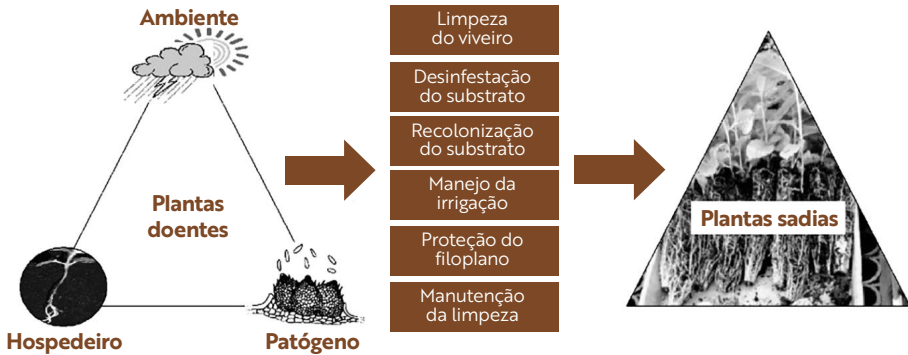 Ambiente
Plantas
doentes
Hospedeiro
Patógeno
Limpeza
do viveiro
Desinfestação
do substrato
Recolonização
do substrato
Manejo da
irrigação
Proteção do
filoplano
Manutenção
da limpeza
Plantas sadias